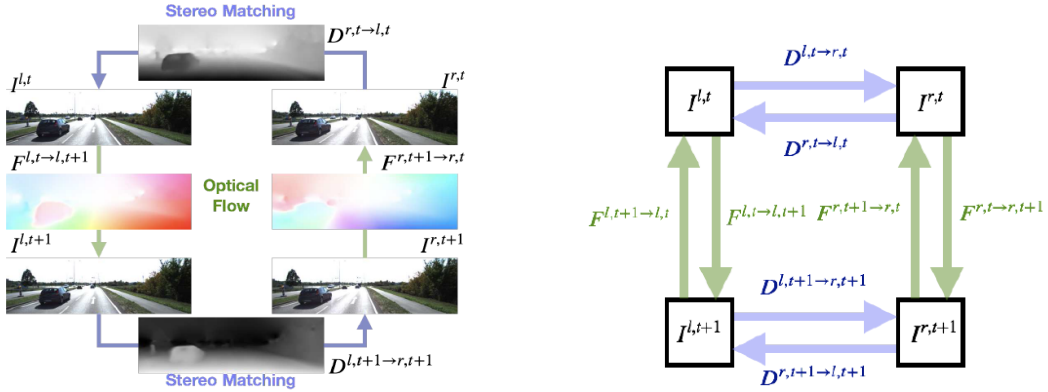 Stereo Matching
D^{r,t→l,t}
I^{l,t}
I^{r,t}
F^{l,t→l,t+1}
F^{r,t+1→r,t}
Optical
Flow
I^{l,t+1}
I^{r,t+1}
D^{l,t+1→r,t+1}
Stereo Matching
D^{l,t→r,t}
I^{l,t}
I^{r,t}
D^{r,t→l,t}
F^{l,t+1→l,t}
F^{l,t→l,t+1}
F^{r,t+1→r,t}
F^{r,t→r,t+1}
D^{l,t+1→r,t+1}
I^{l,t+1}
I^{r,t+1}
D^{r,t+1→l,t+1}